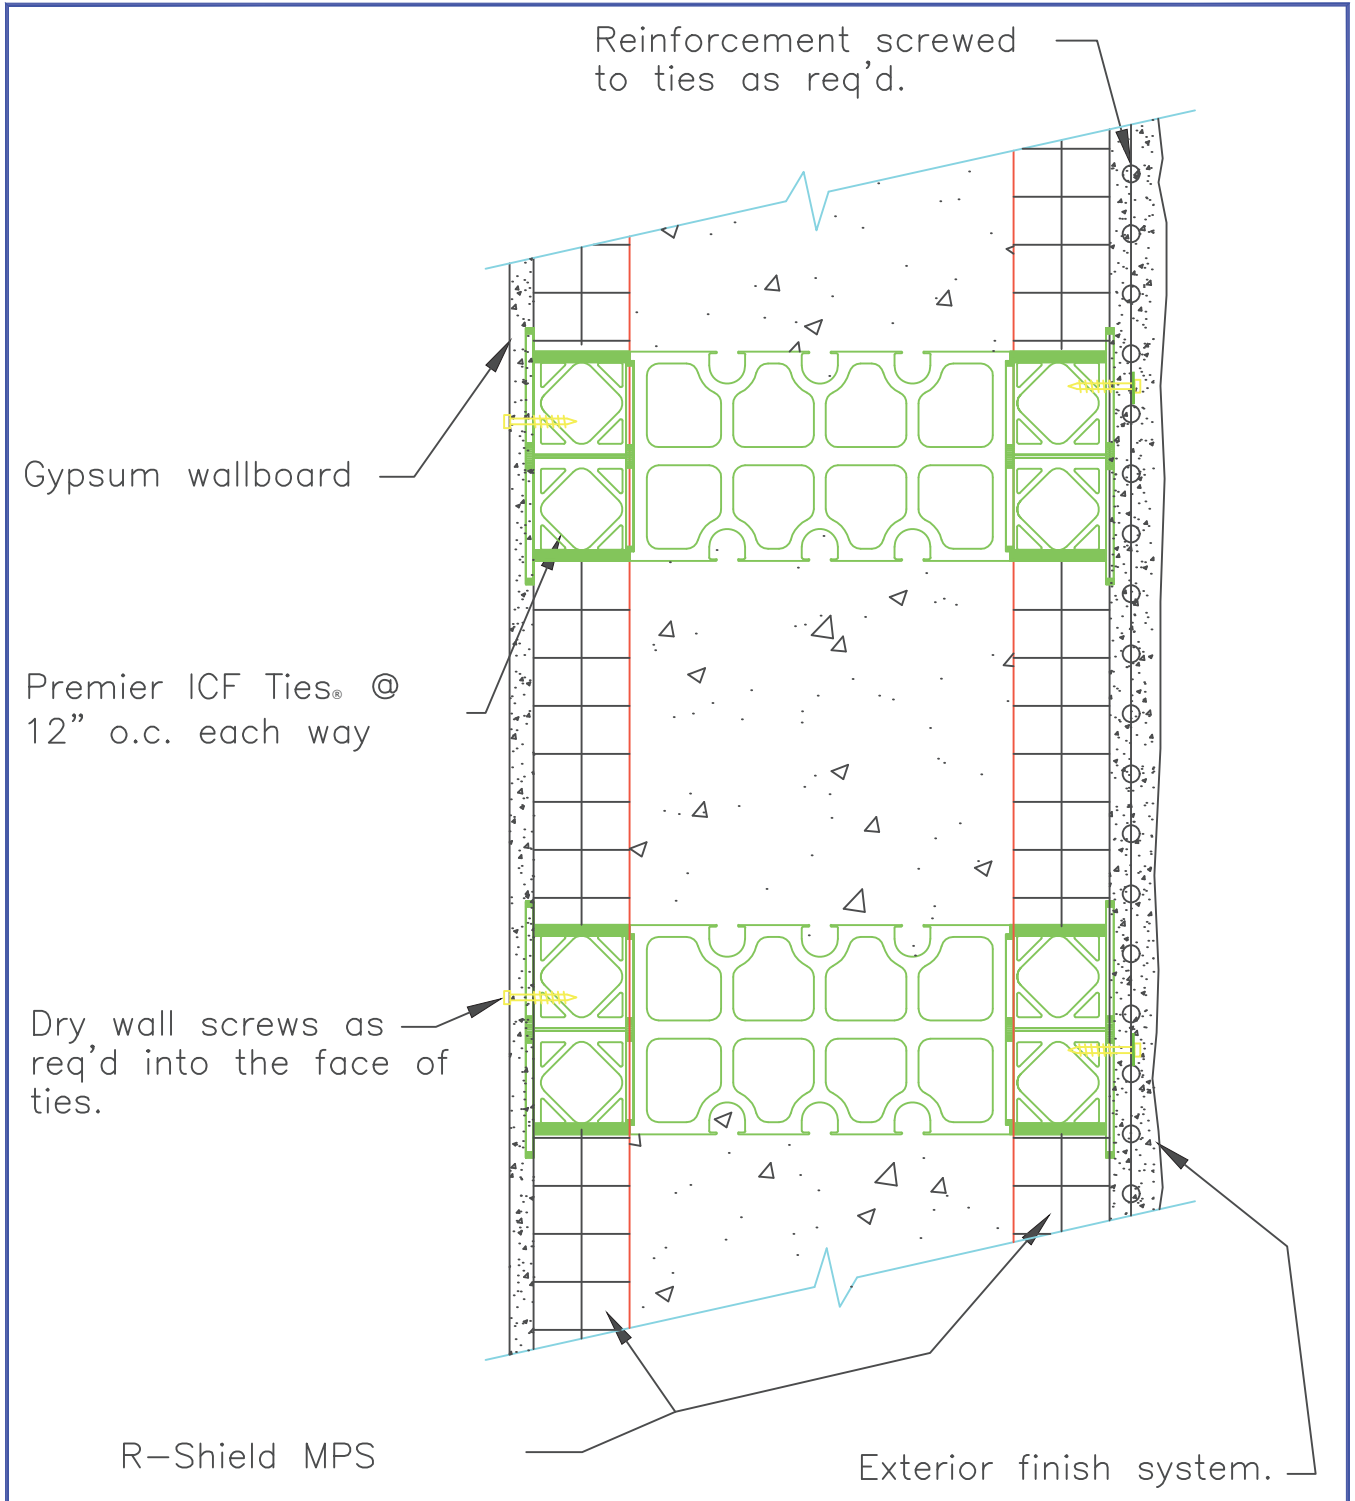 Reinforcement screwed
to ties as req'd.
Gypsum wallboard
Premier ICF Ties® @
12” o.c. each way
Dry wall screws as
req'd into the face of
ties.
R-Shield MPS
Exterior finish system.